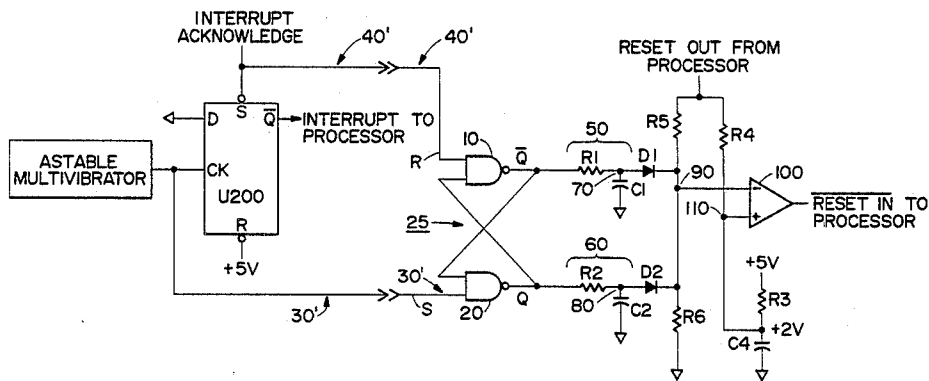 INTERRUPT
ACKNOWLEDGE
40'
40'
RESET OUT FROM
PROCESSOR
S
D
Q̅
INTERRUPT TO
PROCESSOR
ASTABLE
MULTIVIBRATOR
CK
U200
R
+5V
R
10
Q̅
50
R1
D1
70
C1
R5
R4
90
100
-
+
110
R̅E̅S̅E̅T̅ I̅N̅ TO
PROCESSOR
25
30'
30'
S
20
Q
60
R2
D2
80
C2
R6
+5V
R3
+2V
C4